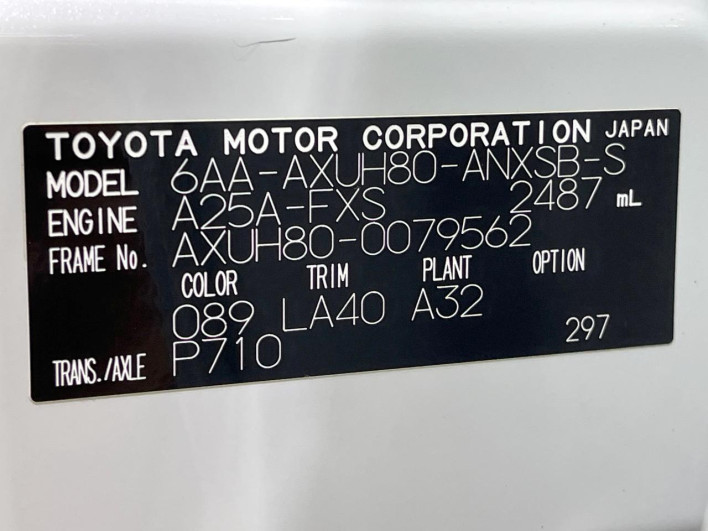 TOYOTA MOTOR CORPORATION JAPAN
MODEL 6AA-AXUH80-ANXSB-S
ENGINE A25A-FXS 2487 mL
FRAME No. AXUH80-0079562
COLOR TRIM PLANT OPTION
089 LA40 A32
TRANS./AXLE P710 297